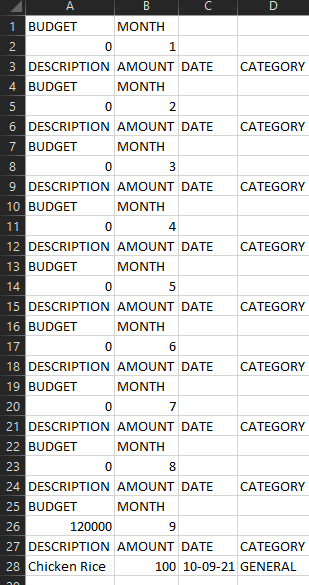 A B C D
1 BUDGET MONTH
2 0 1
3 DESCRIPTION AMOUNT DATE CATEGORY
4 BUDGET MONTH
5 0 2
6 DESCRIPTION AMOUNT DATE CATEGORY
7 BUDGET MONTH
8 0 3
9 DESCRIPTION AMOUNT DATE CATEGORY
10 BUDGET MONTH
11 0 4
12 DESCRIPTION AMOUNT DATE CATEGORY
13 BUDGET MONTH
14 0 5
15 DESCRIPTION AMOUNT DATE CATEGORY
16 BUDGET MONTH
17 0 6
18 DESCRIPTION AMOUNT DATE CATEGORY
19 BUDGET MONTH
20 0 7
21 DESCRIPTION AMOUNT DATE CATEGORY
22 BUDGET MONTH
23 0 8
24 DESCRIPTION AMOUNT DATE CATEGORY
25 BUDGET MONTH
26 120000 9
27 DESCRIPTION AMOUNT DATE CATEGORY
28 Chicken Rice 100 10-09-21 GENERAL